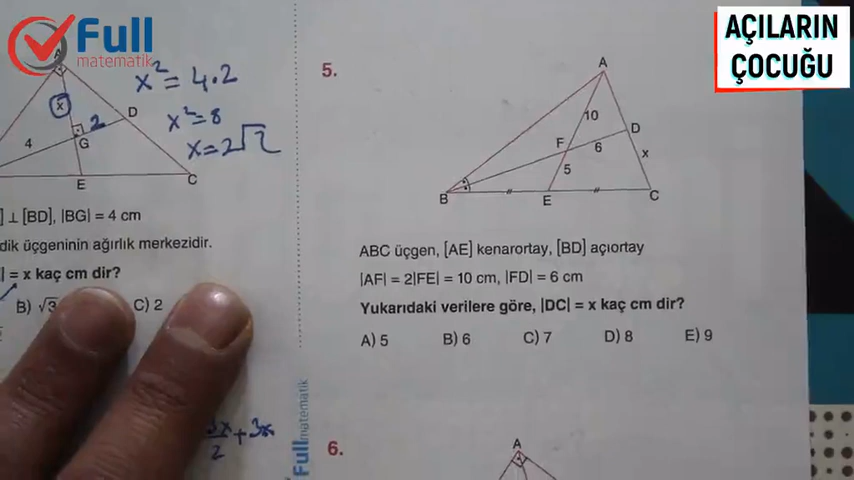 Full
matematik
AÇILARIN
ÇOCUĞU
x² = 4.2
x² = 8
x = 2√2
x
4
2
D
G
E
C
] ⊥ [BD], |BG| = 4 cm
dik üçgeninin ağırlık merkezidir.
| = x kaç cm dir?
B) √3
C) 2
+ 3x
2
Fullmatematik
5.
A
10
D
F
6
x
5
B
E
C
ABC üçgen, [AE] kenarortay, [BD] açıortay
|AF| = 2|FE| = 10 cm, |FD| = 6 cm
Yukarıdaki verilere göre, |DC| = x kaç cm dir?
A) 5 B) 6 C) 7 D) 8 E) 9
6.
A